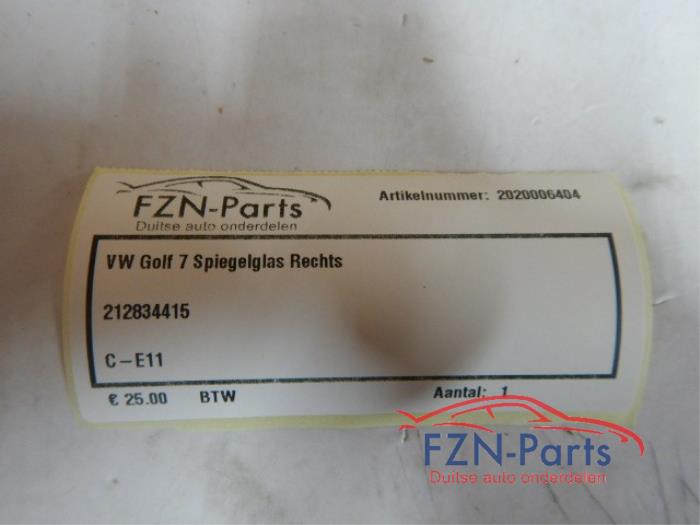 FZN-Parts
Duitse auto onderdelen
Artikelnummer: 2020006404
VW Golf 7 Spiegelglas Rechts
212834415
C-E11
€ 25.00 BTW Aantal: 1
FZN-Parts
Duitse auto onderdelen